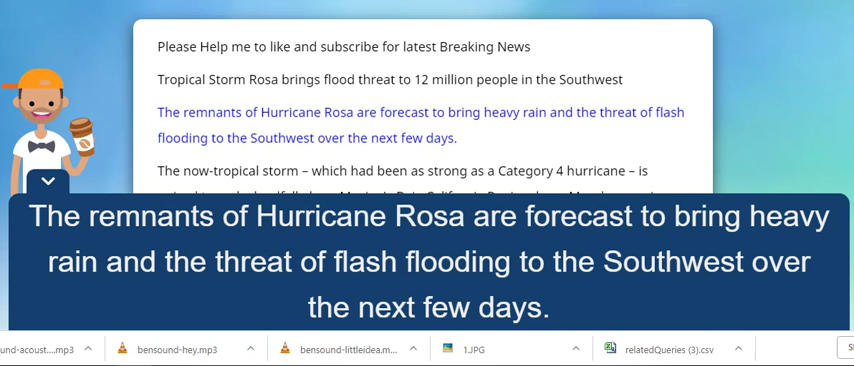 Please Help me to like and subscribe for latest Breaking News
Tropical Storm Rosa brings flood threat to 12 million people in the Southwest
The remnants of Hurricane Rosa are forecast to bring heavy rain and the threat of flash
flooding to the Southwest over the next few days.
The now-tropical storm – which had been as strong as a Category 4 hurricane – is
The remnants of Hurricane Rosa are forecast to bring heavy
rain and the threat of flash flooding to the Southwest over
the next few days.
und-acoust....mp3
bensound-hey.mp3
bensound-littleidea.m...
1.JPG
relatedQueries (3).csv